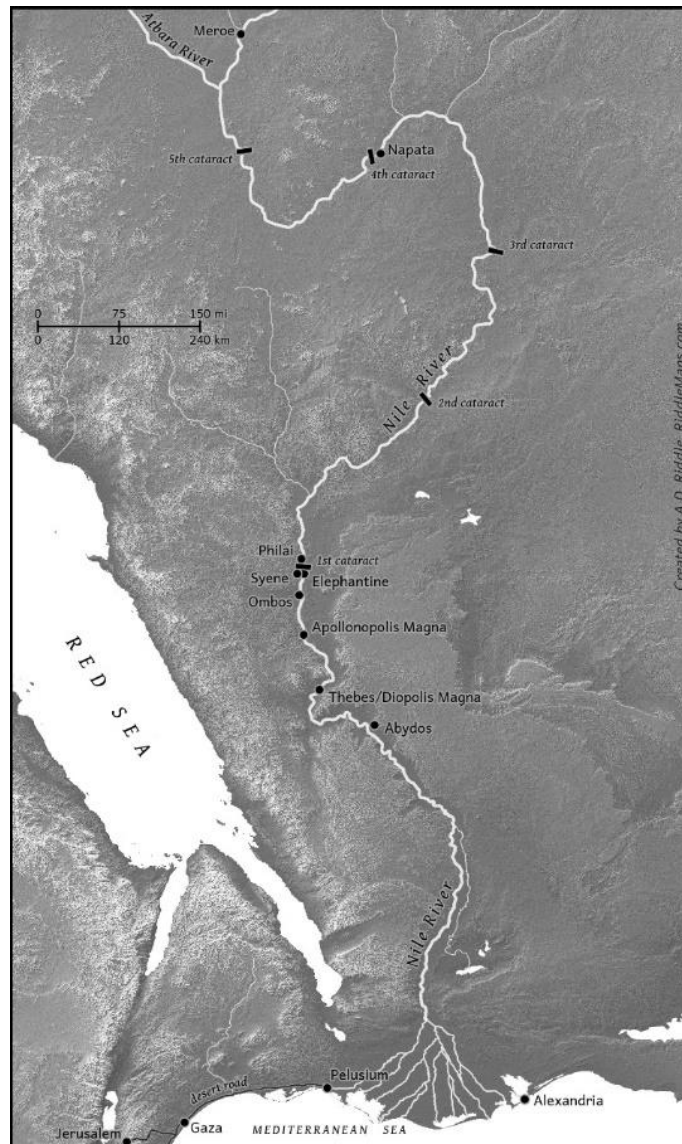 Meroe
Atbara River
5th cataract
Napata
4th cataract
3rd cataract
0 75 150 mi
0 120 240 km
Nile River
2nd cataract
Created by A.D. Riddle, RiddleMaps.com
Philai
1st cataract
Syene
Elephantine
Ombos
Apollonopolis Magna
RED SEA
Thebes/Diopolis Magna
Abydos
Nile River
Pelusium
desert road
Alexandria
Gaza
MEDITERRANEAN SEA
Jerusalem